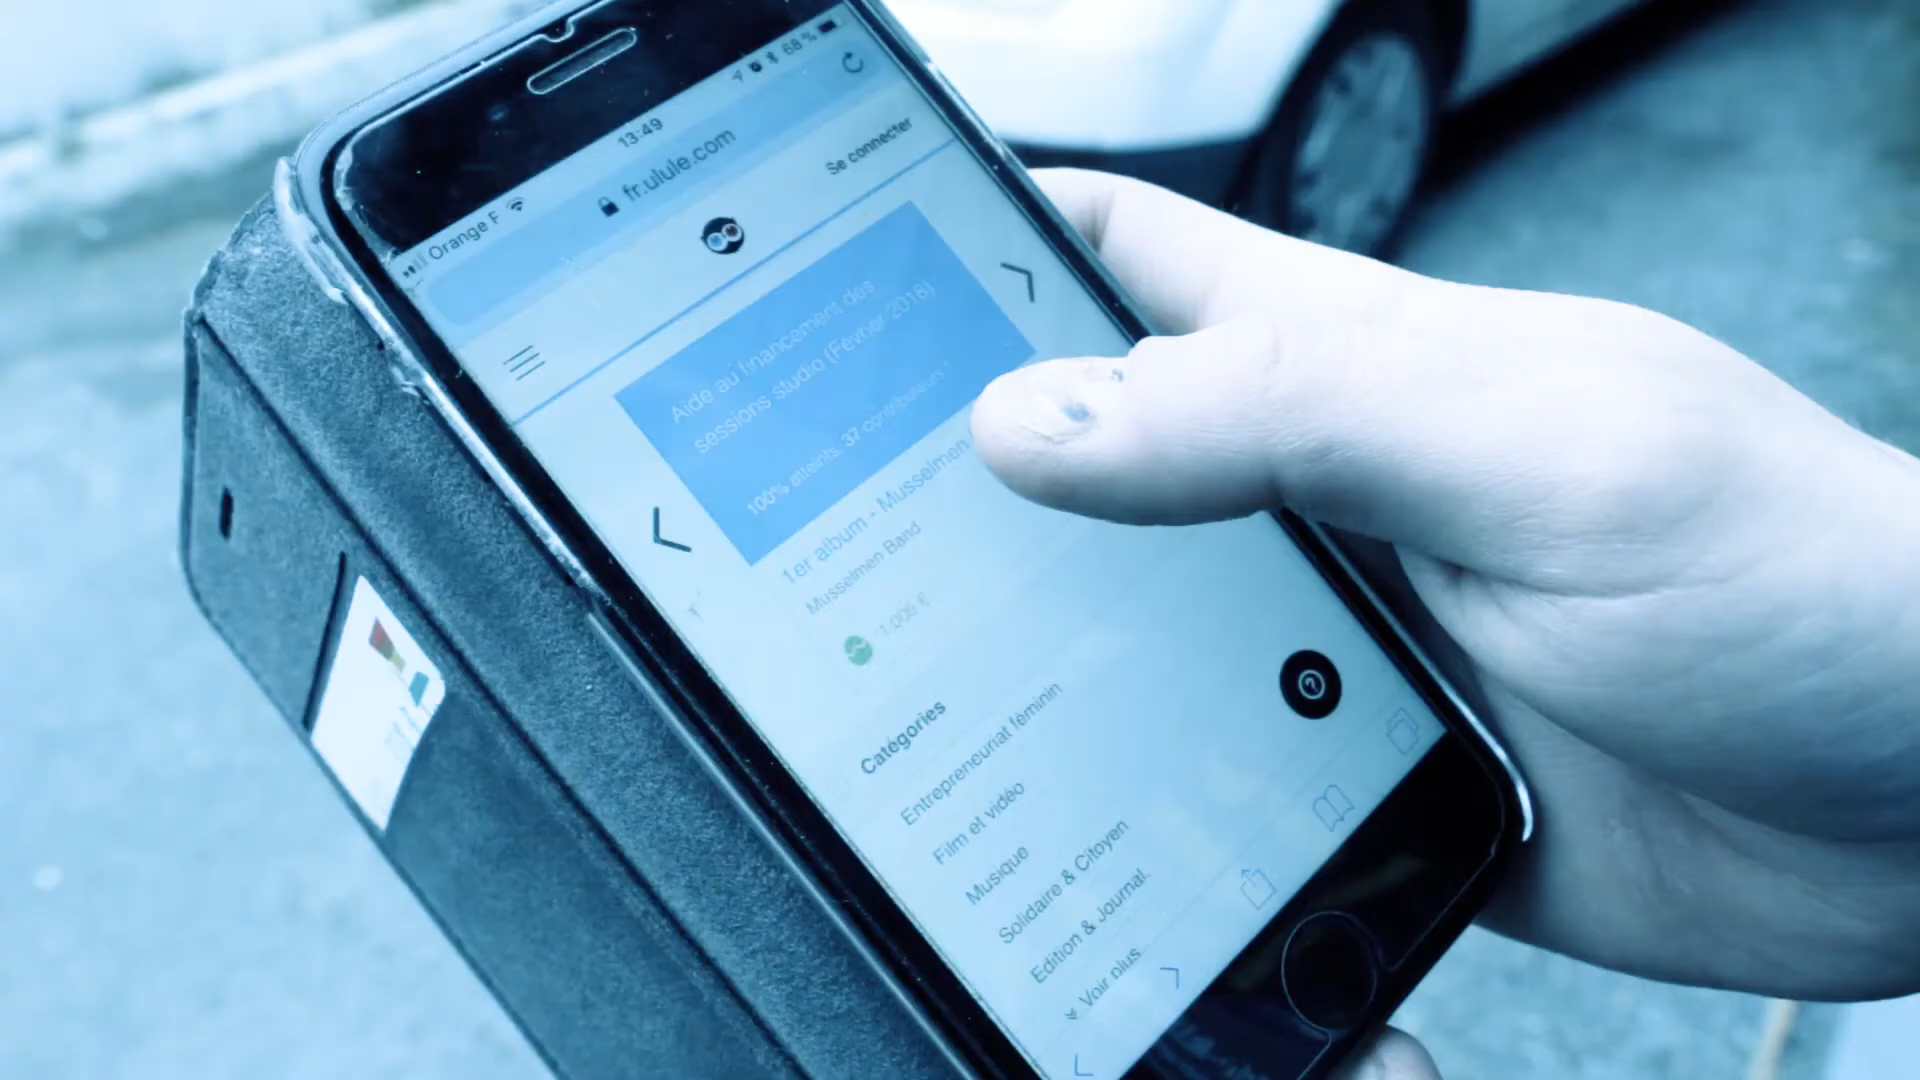 Orange F
13:49
68 %
fr.ulule.com
Se connecter
Aide au financement des
sessions studio (Février 2018)
100% atteints, 37 contributeurs
1er album - Musselmen
Musselmen Band
1 005 €
Catégories
Entrepreneuriat féminin
Film et vidéo
Musique
Solidaire & Citoyen
Edition & Journal.
Voir plus
?